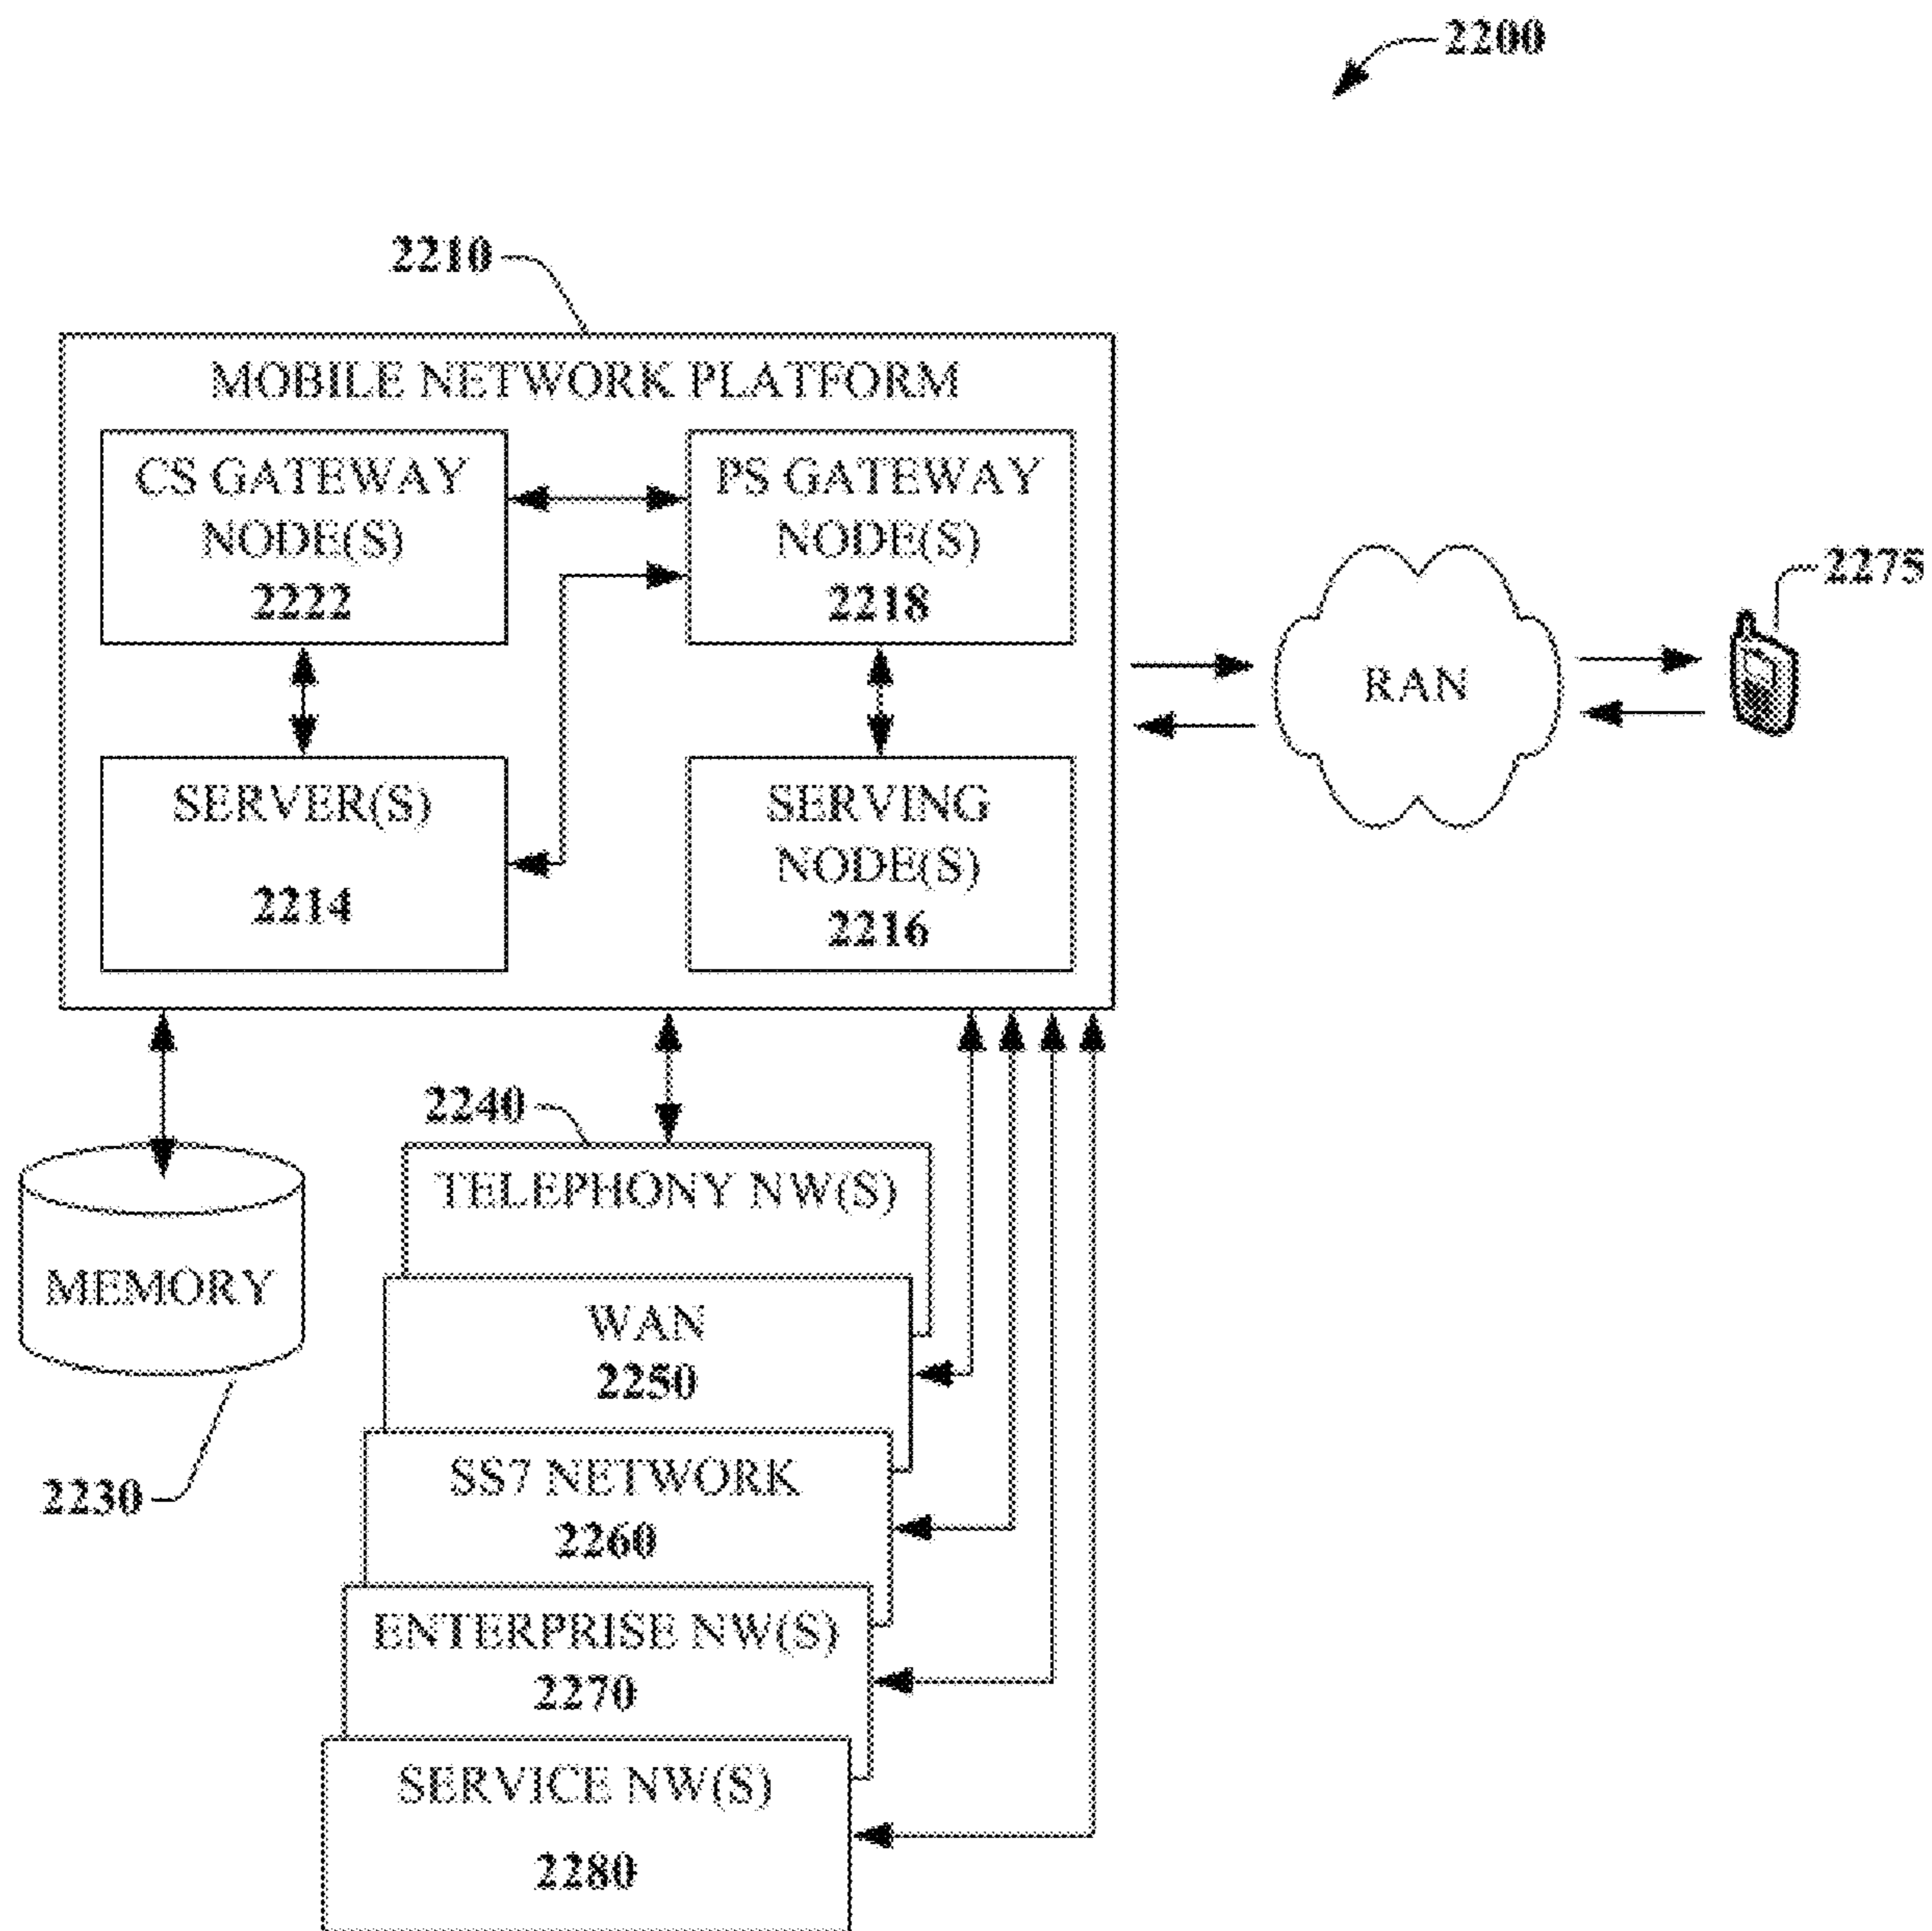 2200
2210
MOBILE NETWORK PLATFORM
CS GATEWAY
NODE(S)
2222
PS GATEWAY
NODE(S)
2218
SERVER(S)
2214
SERVING
NODE(S)
2216
RAN
2275
2240
TELEPHONY NW(S)
MEMORY
2230
WAN
2250
SS7 NETWORK
2260
ENTERPRISE NW(S)
2270
SERVICE NW(S)
2280